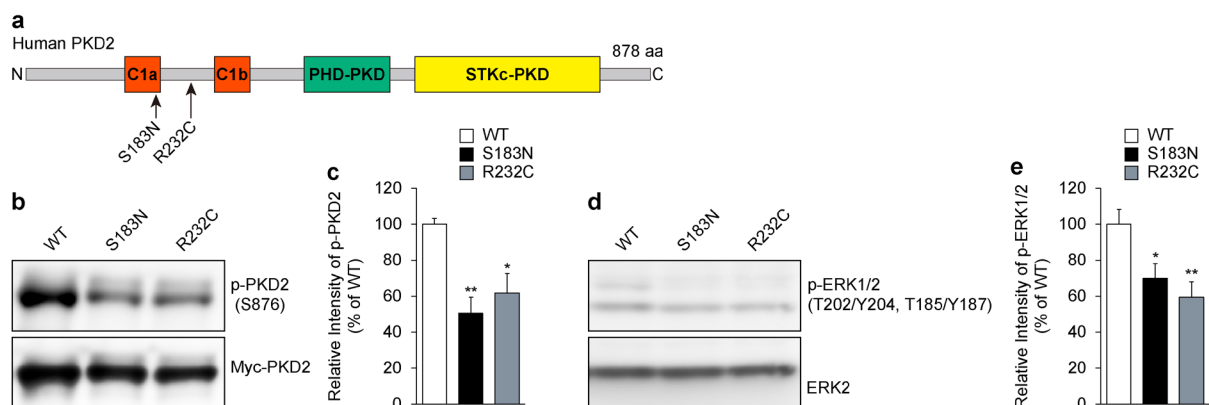 a
Human PKD2
878 aa
N
C1a
C1b
PHD-PKD
STKc-PKD
C
S183N
R232C
b
WT
S183N
R232C
p-PKD2
(S876)
Myc-PKD2
c
WT
S183N
R232C
Relative Intensity of p-PKD2
(% of WT)
120
100
80
60
40
20
0
**
*
d
WT
S183N
R232C
p-ERK1/2
(T202/Y204, T185/Y187)
ERK2
e
WT
S183N
R232C
Relative Intensity of p-ERK1/2
(% of WT)
120
100
80
60
40
20
0
*
**